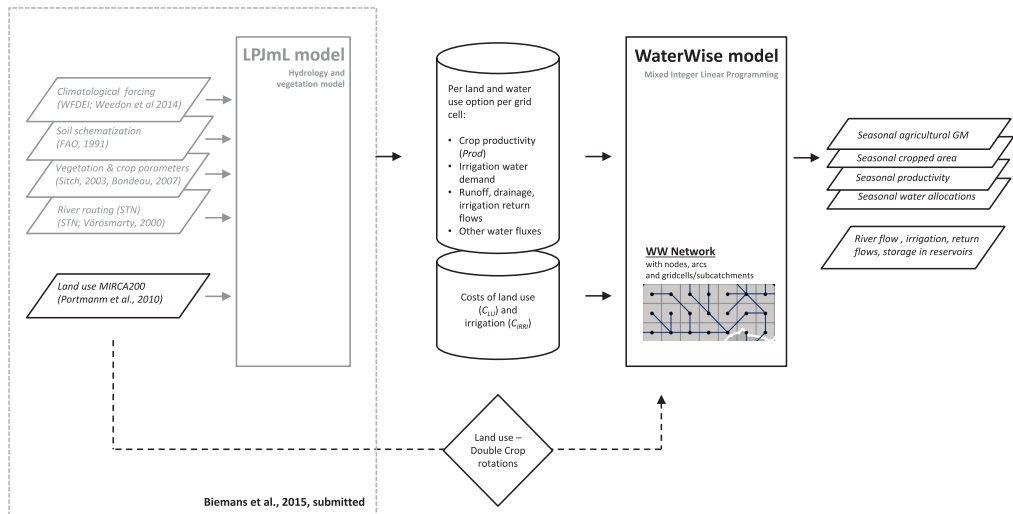 LPJmL model
Hydrology and
vegetation model
Climatological forcing
(WFDEI; Weedon et al 2014)
Soil schematization
(FAO, 1991)
Vegetation & crop parameters
(Sitch, 2003, Bondeau, 2007)
River routing (STN)
(STN; Vörösmarty, 2000)
Land use MIRCA200
(Portmanm et al., 2010)
Biemans et al., 2015, submitted
Per land and water
use option per grid
cell:
• Crop productivity
(Prod)
• Irrigation water
demand
• Runoff, drainage,
irrigation return
flows
• Other water fluxes
Costs of land use
(C_LU) and
irrigation (C_IRRI)
Land use –
Double Crop
rotations
WaterWise model
Mixed Integer Linear Programming
WW Network
with nodes, arcs
and gridcells/subcatchments
Seasonal agricultural GM
Seasonal cropped area
Seasonal productivity
Seasonal water allocations
River flow , irrigation, return
flows, storage in reservoirs